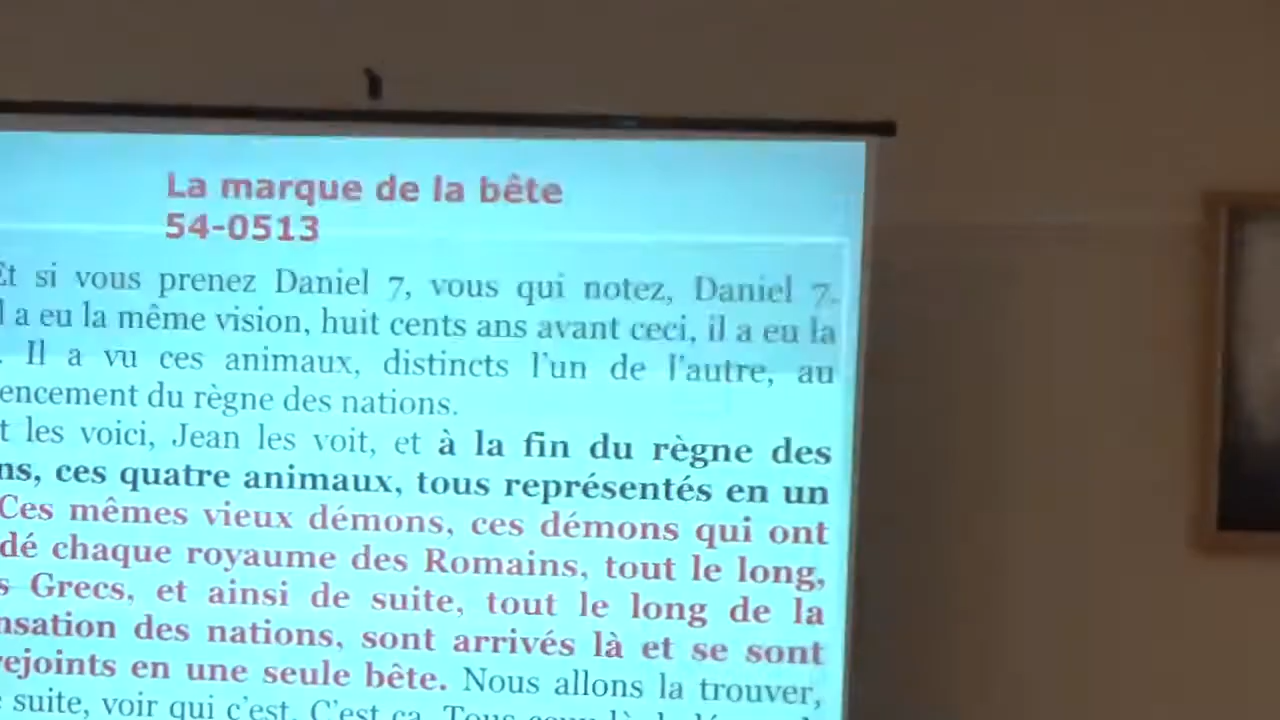 La marque de la bête
54-0513
Et si vous prenez Daniel 7, vous qui notez, Daniel 7.
a eu la même vision, huit cents ans avant ceci, il a eu la
. Il a vu ces animaux, distincts l'un de l'autre, au
encement du règne des nations.
t les voici, Jean les voit, et à la fin du règne des
ns, ces quatre animaux, tous représentés en un
Ces mêmes vieux démons, ces démons qui ont
dé chaque royaume des Romains, tout le long,
s Grecs, et ainsi de suite, tout le long de la
nsation des nations, sont arrivés là et se sont
rejoints en une seule bête. Nous allons la trouver,
suite, voir qui c'est. C'est ça. Tous